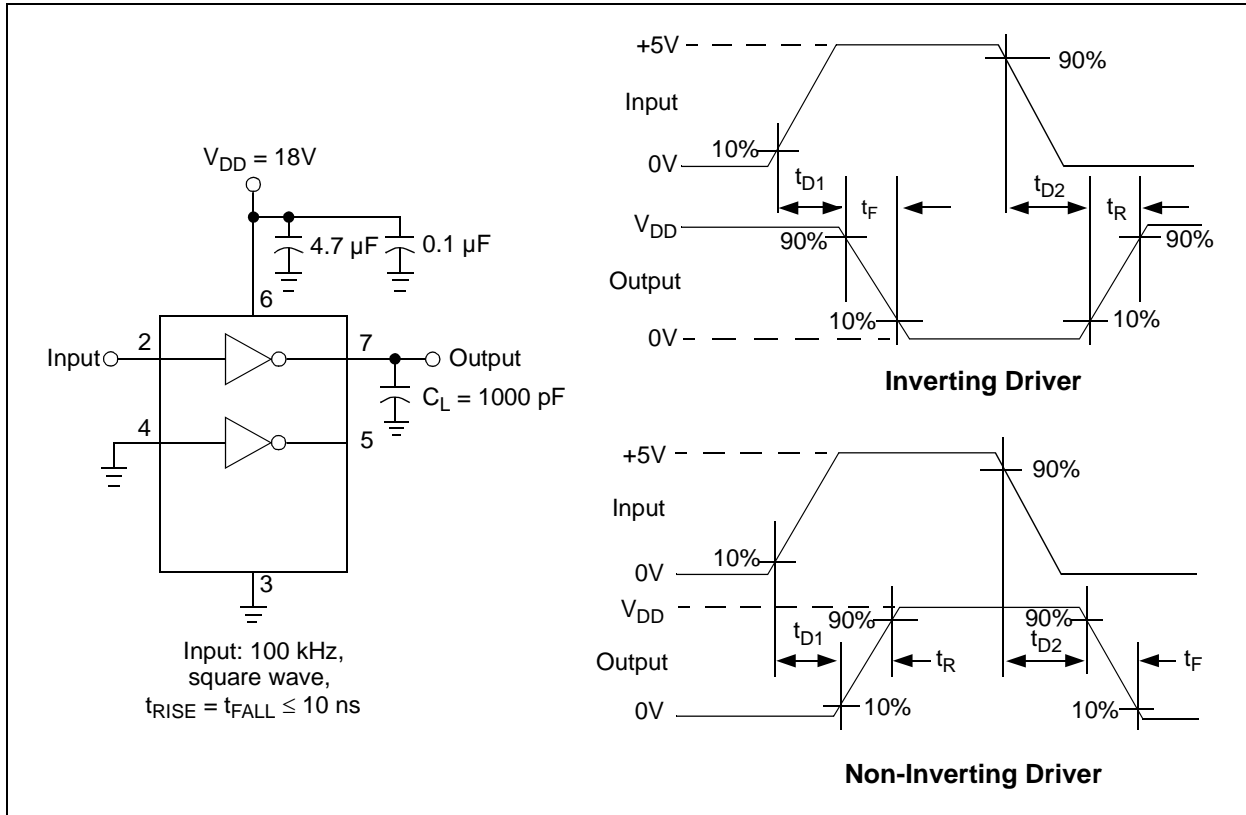 V_DD = 18V
4.7 µF
0.1 µF
6
Input
2
7
Output
C_L = 1000 pF
4
5
3
Input: 100 kHz,
square wave,
t_RISE = t_FALL ≤ 10 ns
+5V
90%
Input
10%
0V
t_D1
t_F
t_D2
t_R
V_DD
90%
90%
Output
10%
10%
0V
Inverting Driver
+5V
90%
Input
10%
0V
V_DD
90%
90%
t_D1
t_D2
Output
t_R
t_F
10%
10%
0V
Non-Inverting Driver